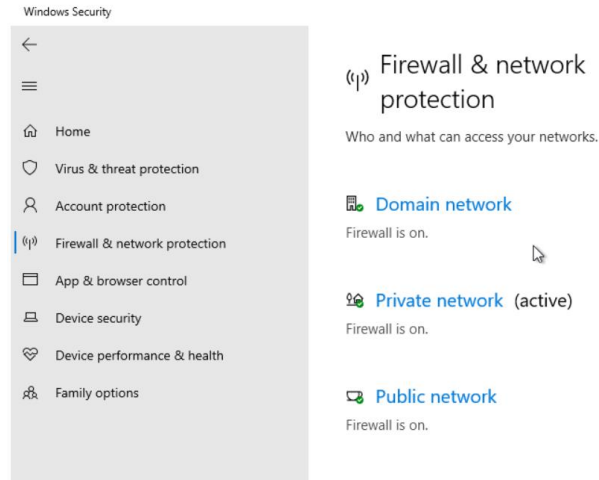 Windows Security
Home
Virus & threat protection
Account protection
Firewall & network protection
App & browser control
Device security
Device performance & health
Family options
Firewall & network
protection
Who and what can access your networks.
Domain network
Firewall is on.
Private network (active)
Firewall is on.
Public network
Firewall is on.